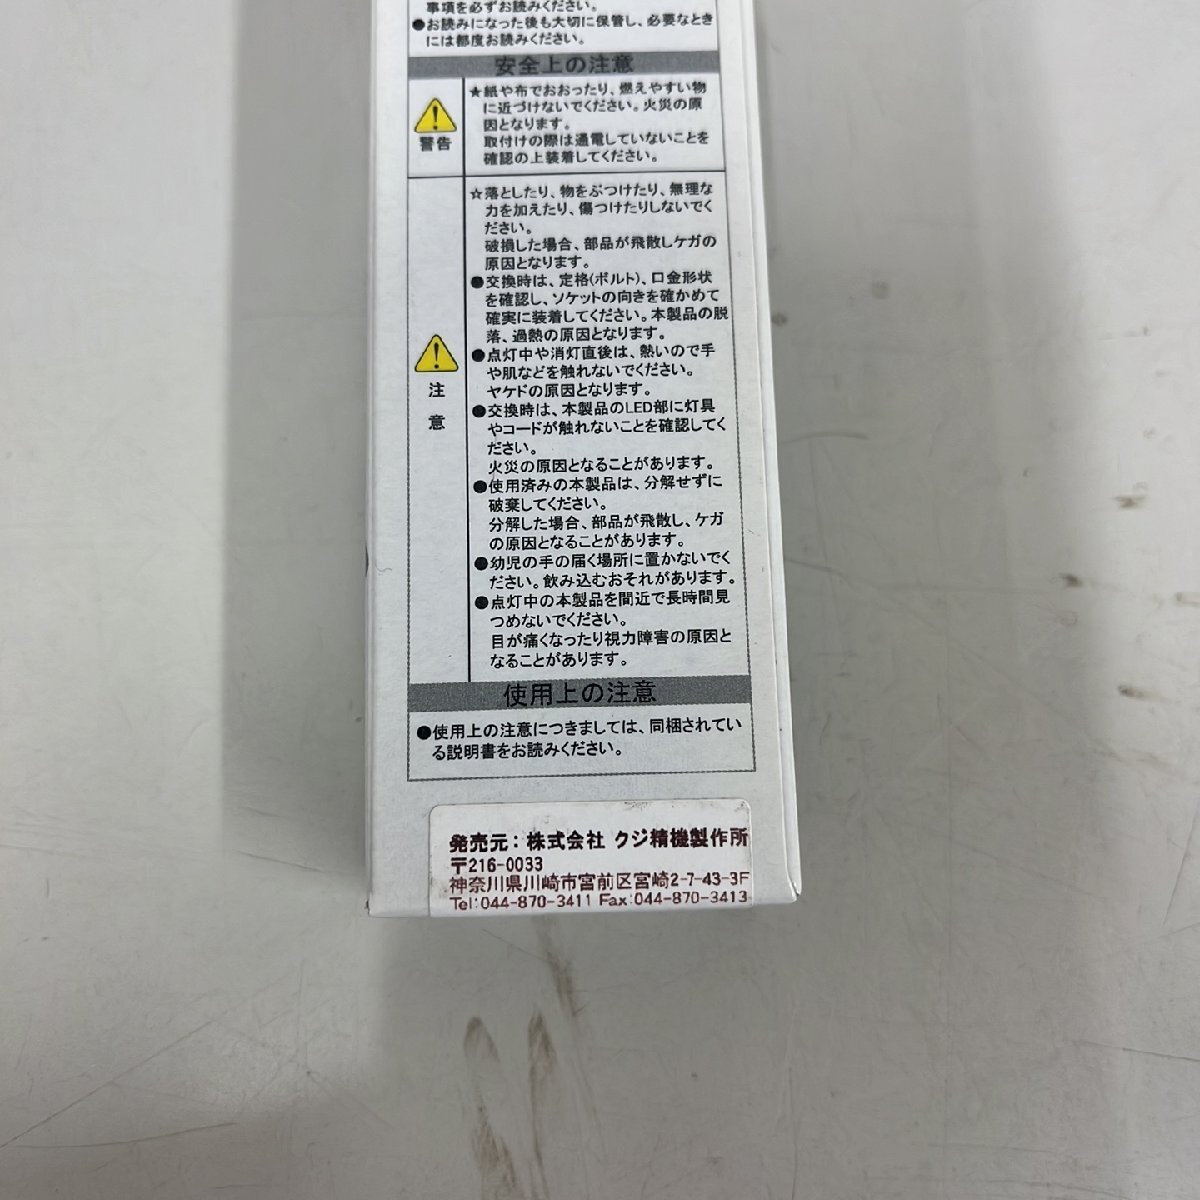 事項を必ずお読みください。
●お読みになった後も大切に保管し、必要なとき
には都度お読みください。
安全上の注意
警告
★紙や布でおおったり、燃えやすい物
に近づけないでください。火災の原
因となります。
取付けの際は通電していないことを
確認の上装着してください。
注
意
☆落としたり、物をぶつけたり、無理な
力を加えたり、傷つけたりしないでく
ださい。
破損した場合、部品が飛散しケガの
原因となります。
●交換時は、定格(ボルト)、口金形状
を確認し、ソケットの向きを確かめて
確実に装着してください。本製品の脱
落、過熱の原因となります。
●点灯中や消灯直後は、熱いので手
や肌などを触れないでください。
ヤケドの原因となります。
●交換時は、本製品のLED部に灯具
やコードが触れないことを確認してく
ださい。
火災の原因となることがあります。
●使用済みの本製品は、分解せずに
破棄してください。
分解した場合、部品が飛散し、ケガ
の原因となることがあります。
●幼児の手の届く場所に置かないでく
ださい。飲み込むおそれがあります。
●点灯中の本製品を間近で長時間見
つめないでください。
目が痛くなったり視力障害の原因と
なることがあります。
使用上の注意
●使用上の注意につきましては、同梱されてい
る説明書をお読みください。
発売元：株式会社 クジ精機製作所
〒216-0033
神奈川県川崎市宮前区宮崎2-7-43-3F
Tel:044-870-3411 Fax:044-870-3413